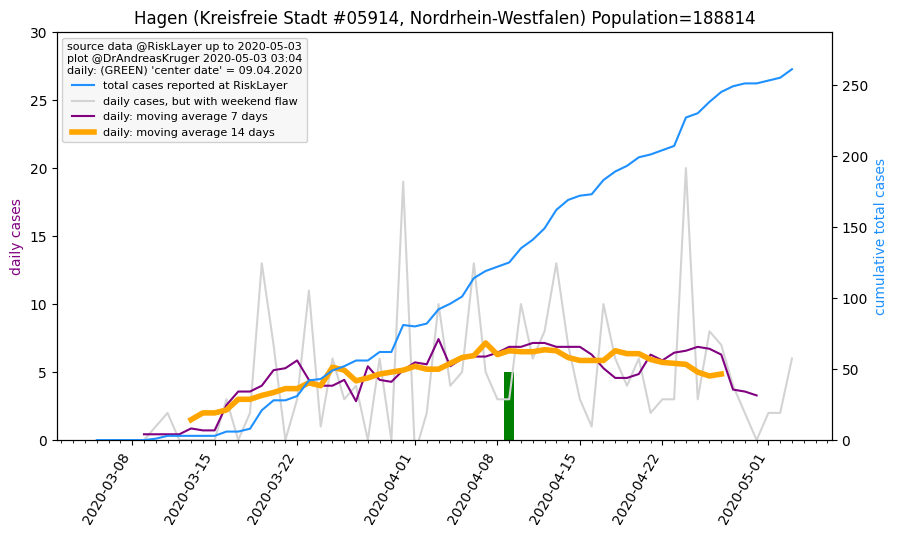 Hagen (Kreisfreie Stadt #05914, Nordrhein-Westfalen) Population=188814
source data @RiskLayer up to 2020-05-03
plot @DrAndreasKruger 2020-05-03 03:04
daily: (GREEN) 'center date' = 09.04.2020
total cases reported at RiskLayer
daily cases, but with weekend flaw
daily: moving average 7 days
daily: moving average 14 days
daily cases
30
25
20
15
10
5
0
cumulative total cases
250
200
150
100
50
0
2020-03-08
2020-03-15
2020-03-22
2020-04-01
2020-04-08
2020-04-15
2020-04-22
2020-05-01